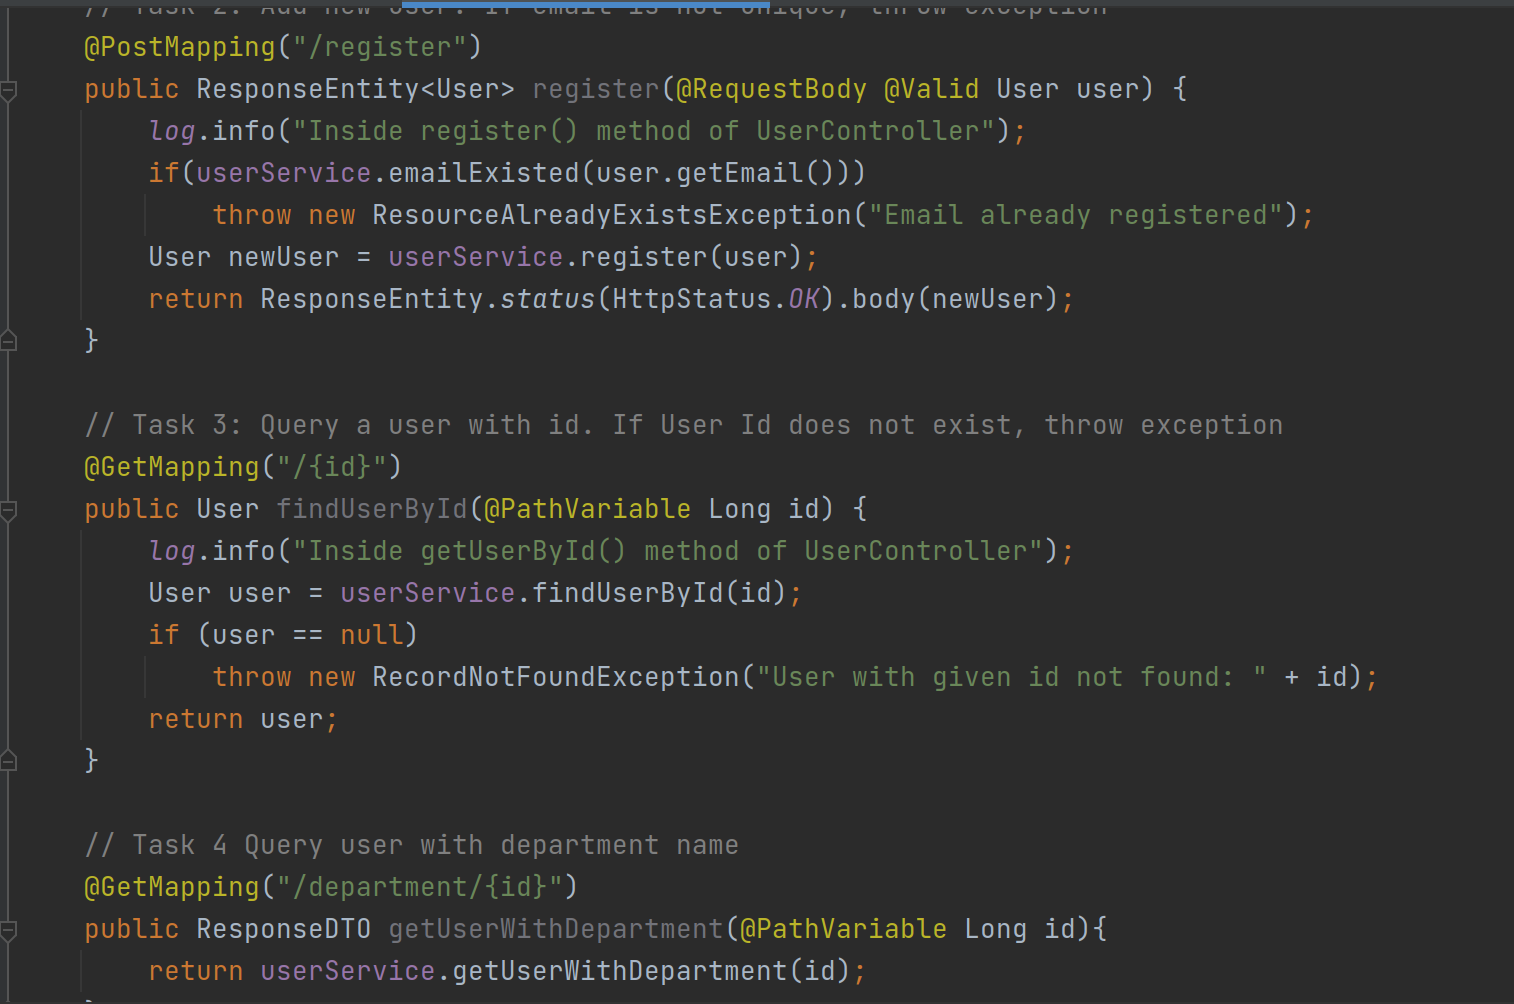 // Task 2: Add new user. If email is not unique, throw exception
@PostMapping("/register")
public ResponseEntity<User> register(@RequestBody @Valid User user) {
log.info("Inside register() method of UserController");
if(userService.emailExisted(user.getEmail()))
throw new ResourceAlreadyExistsException("Email already registered");
User newUser = userService.register(user);
return ResponseEntity.status(HttpStatus.OK).body(newUser);
}
// Task 3: Query a user with id. If User Id does not exist, throw exception
@GetMapping("/{id}")
public User findUserById(@PathVariable Long id) {
log.info("Inside getUserById() method of UserController");
User user = userService.findUserById(id);
if (user == null)
throw new RecordNotFoundException("User with given id not found: " + id);
return user;
}
// Task 4 Query user with department name
@GetMapping("/department/{id}")
public ResponseDTO getUserWithDepartment(@PathVariable Long id){
return userService.getUserWithDepartment(id);